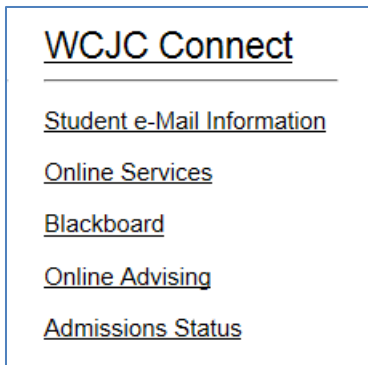 WCJC Connect
Student e-Mail Information
Online Services
Blackboard
Online Advising
Admissions Status